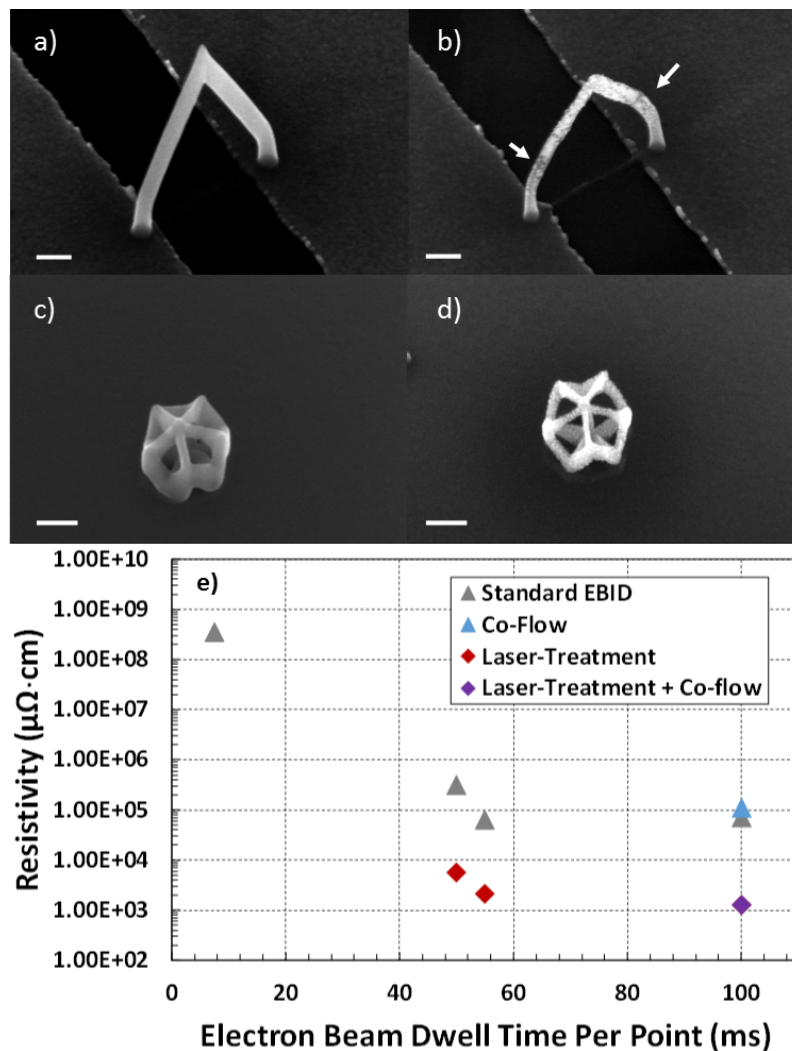 a)
b)
c)
d)
e)
Standard EBID
Co-Flow
Laser-Treatment
Laser-Treatment + Co-flow
1.00E+10
1.00E+09
1.00E+08
1.00E+07
1.00E+06
1.00E+05
1.00E+04
1.00E+03
1.00E+02
Resistivity (μΩ·cm)
0 20 40 60 80 100
Electron Beam Dwell Time Per Point (ms)